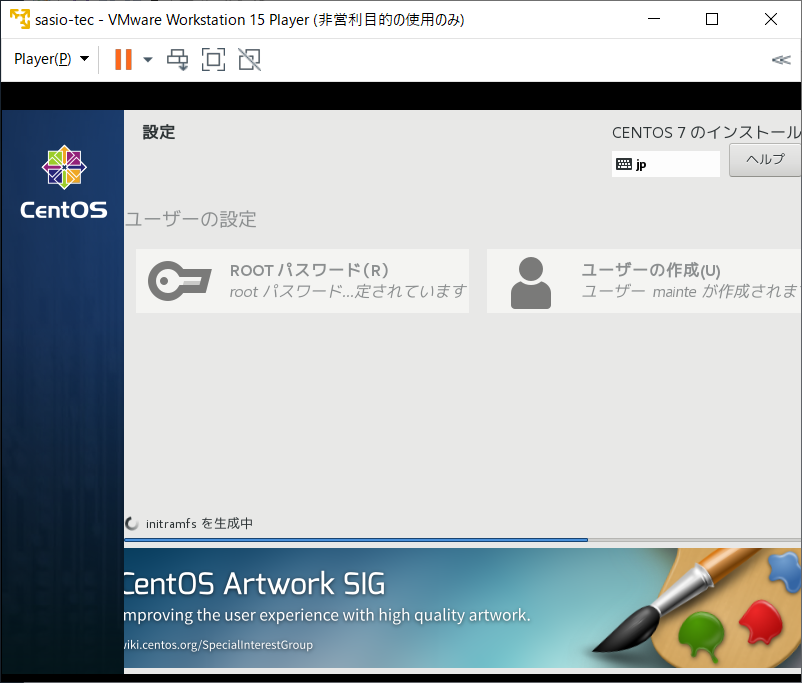 sasio-tec - VMware Workstation 15 Player (非営利目的の使用のみ)
Player(P)
設定
CENTOS 7 のインストール
jp
ヘルプ
CentOS
ユーザーの設定
ROOT パスワード(R)
root パスワード...定されています
ユーザーの作成(U)
ユーザー mainte が作成されま
initramfs を生成中
CentOS Artwork SIG
mproving the user experience with high quality artwork.
wiki.centos.org/SpecialInterestGroup